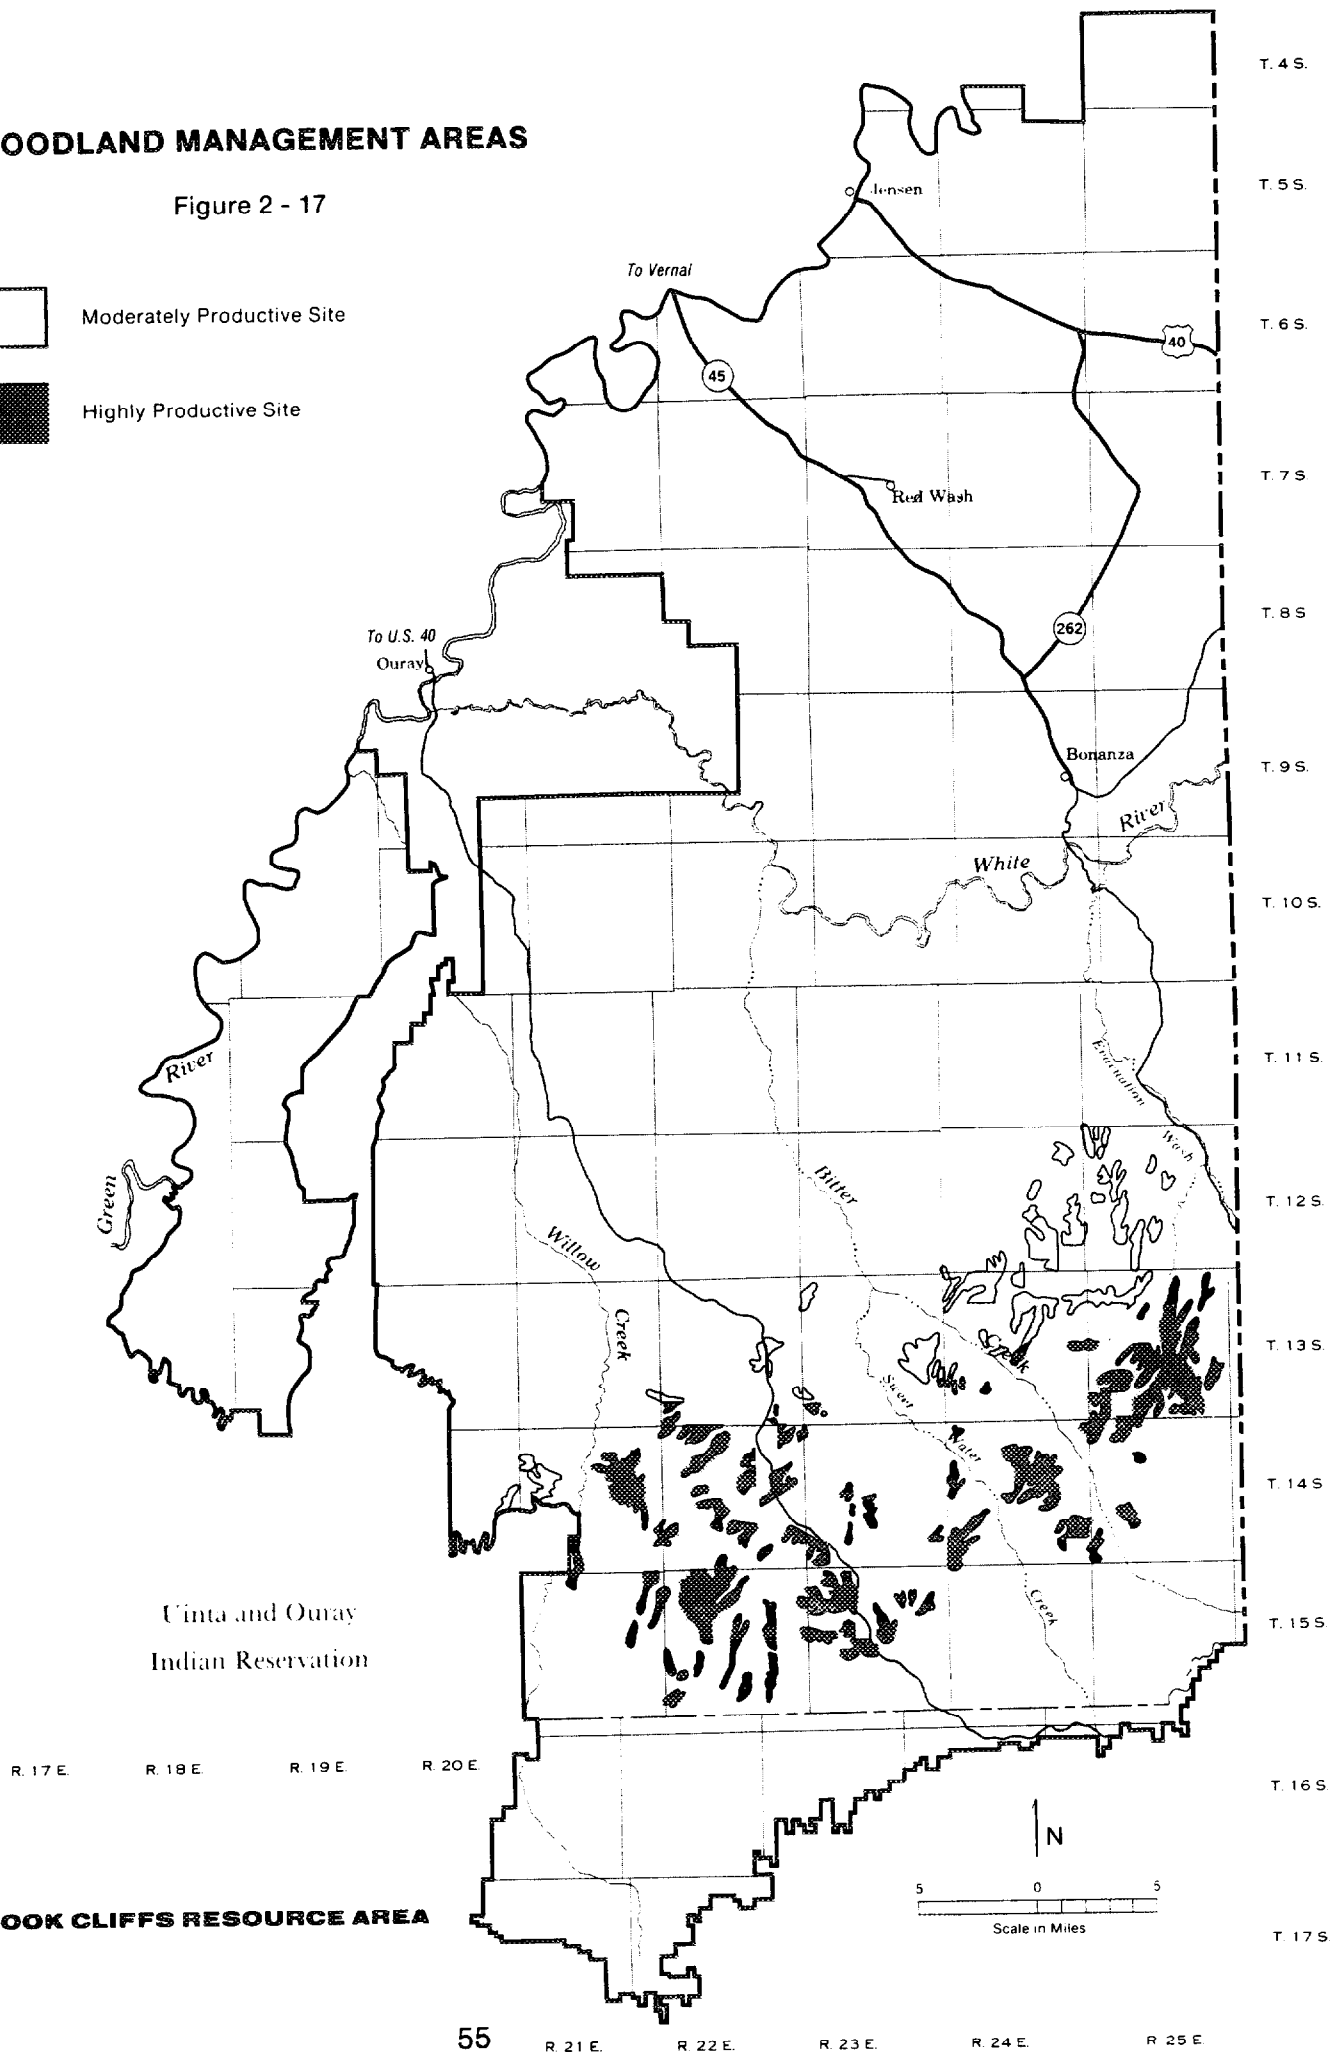 T. 4 S.
OODLAND MANAGEMENT AREAS
T. 5 S.
Jensen
Figure 2 - 17
To Vernal
Moderately Productive Site
T. 6 S.
40
45
Highly Productive Site
T. 7 S
Red Wash
T. 8 S
262
To U.S. 40
Ouray
Bonanza
T. 9 S.
River
White
T. 10 S.
River
Evacuation
T. 11 S.
Wash
Green
Bitter
T. 12 S.
Willow
Creek
Creek
T. 13 S.
Sweet
Water
T. 14 S
Creek
Uinta and Ouray
Indian Reservation
T. 15 S.
R. 17 E.
R. 18 E.
R. 19 E.
R. 20 E.
T. 16 S
N
5 0 5
Scale in Miles
OOK CLIFFS RESOURCE AREA
T. 17 S
55
R. 21 E.
R. 22 E.
R. 23 E.
R. 24 E.
R 25 E.